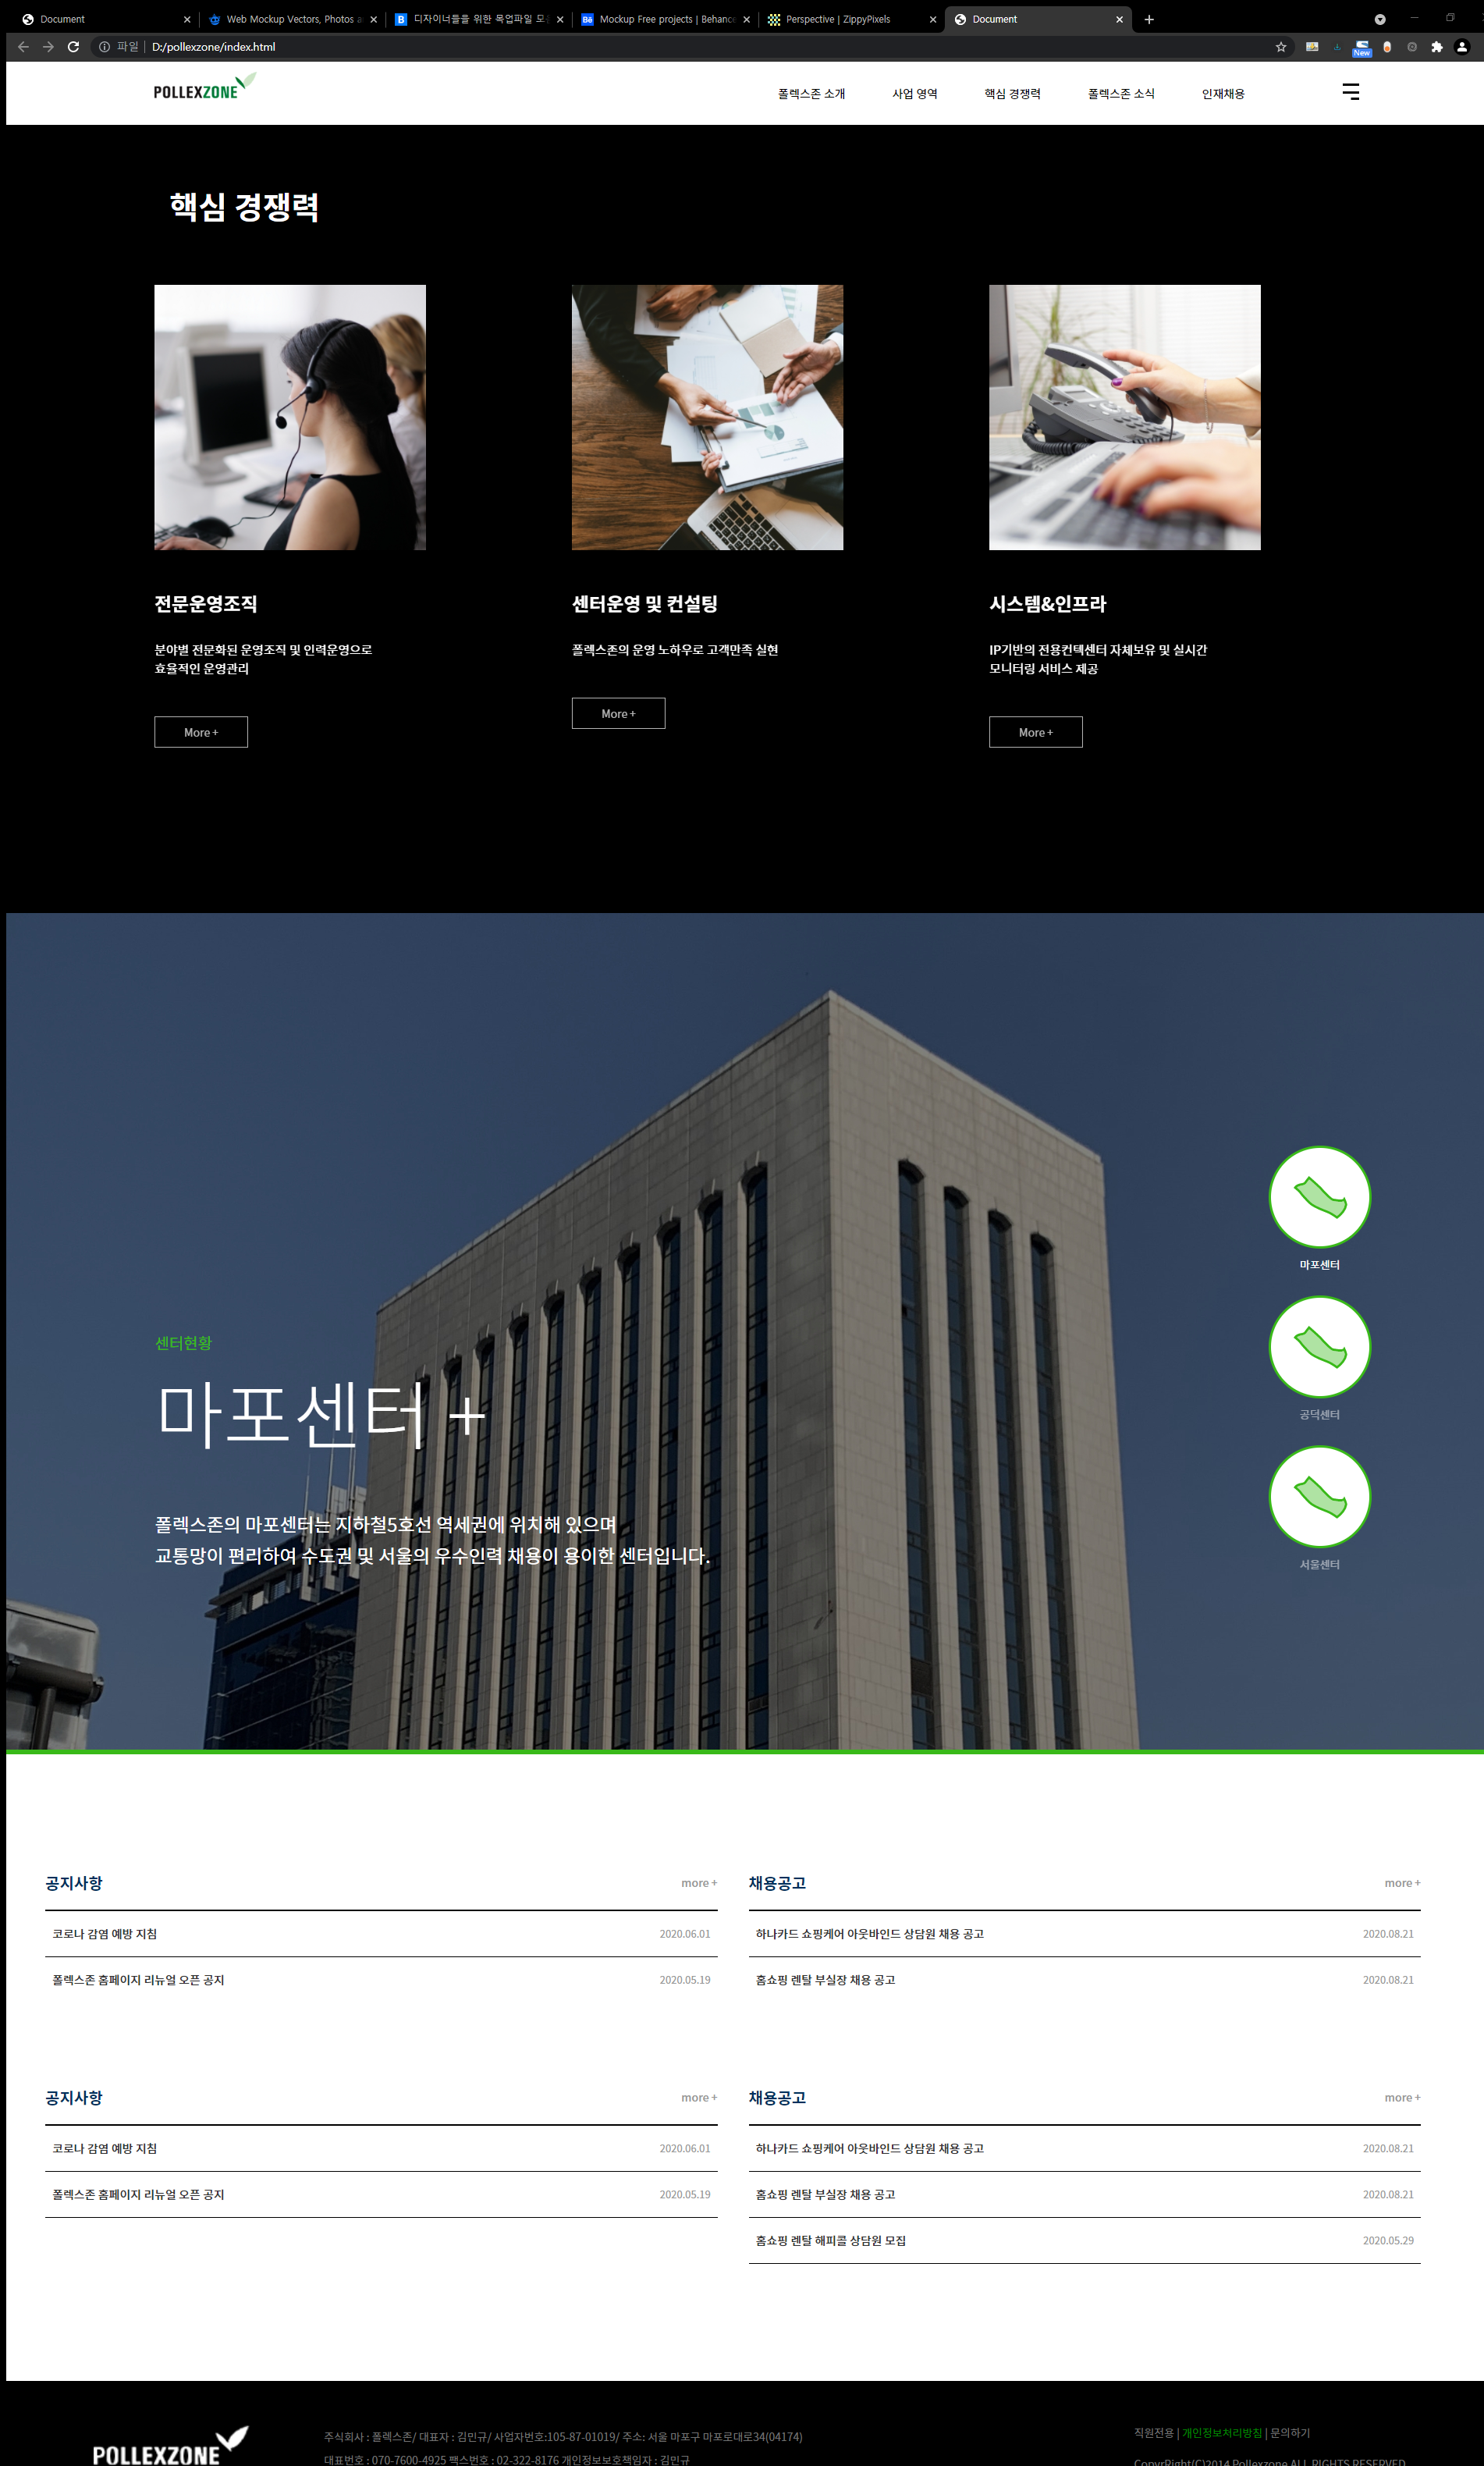 Document
Web Mockup Vectors, Photos a
디자이너들을 위한 목업파일 모
Mockup Free projects | Behance
Perspective | ZippyPixels
Document
파일 | D:/pollexzone/index.html
New
POLLEXZONE
폴렉스존 소개 사업 영역 핵심 경쟁력 폴렉스존 소식 인재채용
핵심 경쟁력
전문운영조직
분야별 전문화된 운영조직 및 인력운영으로
효율적인 운영관리
More +
센터운영 및 컨설팅
폴렉스존의 운영 노하우로 고객만족 실현
More +
시스템&인프라
IP기반의 전용컨텍센터 자체보유 및 실시간
모니터링 서비스 제공
More +
센터현황
마포센터 +
폴렉스존의 마포센터는 지하철5호선 역세권에 위치해 있으며
교통망이 편리하여 수도권 및 서울의 우수인력 채용이 용이한 센터입니다.
마포센터
공덕센터
서울센터
공지사항 more +
코로나 감염 예방 지침 2020.06.01
폴렉스존 홈페이지 리뉴얼 오픈 공지 2020.05.19
채용공고 more +
하나카드 쇼핑케어 아웃바인드 상담원 채용 공고 2020.08.21
홈쇼핑 렌탈 부실장 채용 공고 2020.08.21
공지사항 more +
코로나 감염 예방 지침 2020.06.01
폴렉스존 홈페이지 리뉴얼 오픈 공지 2020.05.19
채용공고 more +
하나카드 쇼핑케어 아웃바인드 상담원 채용 공고 2020.08.21
홈쇼핑 렌탈 부실장 채용 공고 2020.08.21
홈쇼핑 렌탈 해피콜 상담원 모집 2020.05.29
POLLEXZONE
주식회사 : 폴렉스존/ 대표자 : 김민규/ 사업자번호:105-87-01019/ 주소: 서울 마포구 마포로대로34(04174)
대표번호 : 070-7600-4925 팩스번호 : 02-322-8176 개인정보보호책임자 : 김민규
직원전용 | 개인정보처리방침 | 문의하기
CopyrRight(C)2014 Pollexzone ALL RIGHTS RESERVED